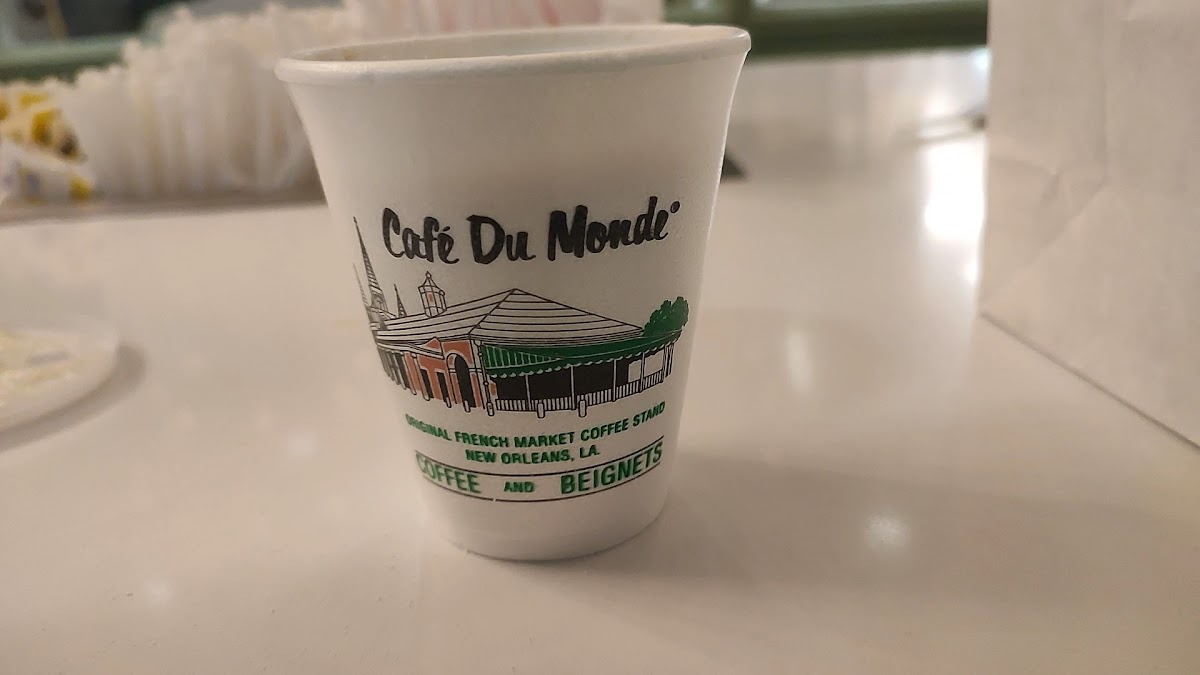 Café Du Monde®
ORIGINAL FRENCH MARKET COFFEE STAND
NEW ORLEANS, LA.
COFFEE AND BEIGNETS